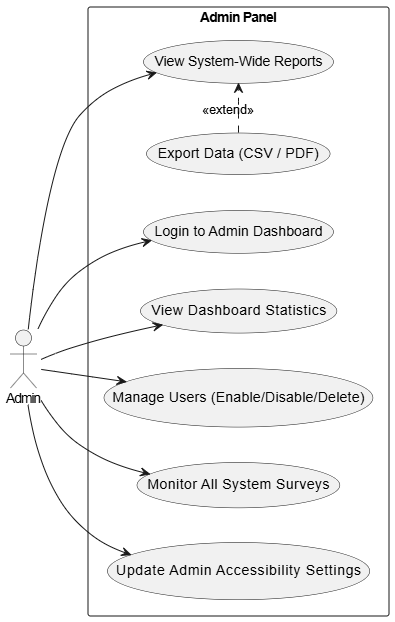 Admin Panel
View System-Wide Reports
«extend»
Export Data (CSV / PDF)
Login to Admin Dashboard
View Dashboard Statistics
Admin
Manage Users (Enable/Disable/Delete)
Monitor All System Surveys
Update Admin Accessibility Settings